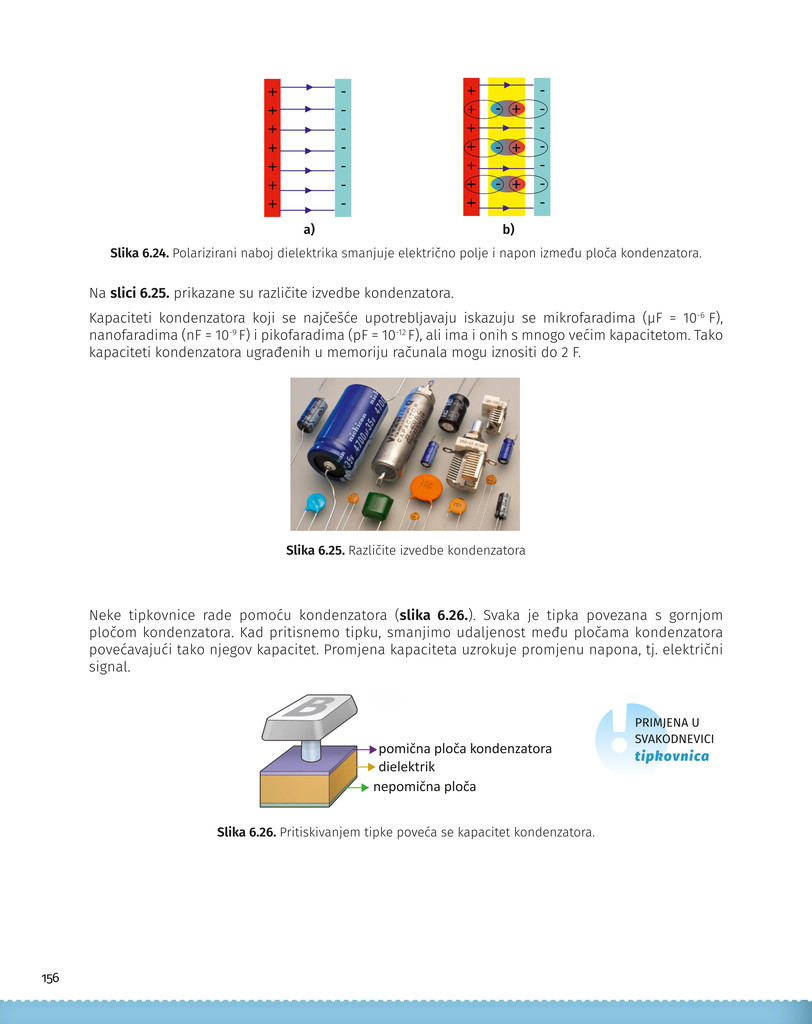 + - + -
+ - + - + -
+ - + -
+ - + - + -
+ - + -
+ - + - + -
+ - + -
a) b)
Slika 6.24. Polarizirani naboj dielektrika smanjuje električno polje i napon između ploča kondenzatora.
Na slici 6.25. prikazane su različite izvedbe kondenzatora.
Kapaciteti kondenzatora koji se najčešće upotrebljavaju iskazuju se mikrofaradima (μF = 10⁻⁶ F),
nanofaradima (nF = 10⁻⁹ F) i pikofaradima (pF = 10⁻¹² F), ali ima i onih s mnogo većim kapacitetom. Tako
kapaciteti kondenzatora ugrađenih u memoriju računala mogu iznositi do 2 F.
nichicon
4700μF35v
CAPACITOR
Slika 6.25. Različite izvedbe kondenzatora
Neke tipkovnice rade pomoću kondenzatora (slika 6.26.). Svaka je tipka povezana s gornjom
pločom kondenzatora. Kad pritisnemo tipku, smanjimo udaljenost među pločama kondenzatora
povećavajući tako njegov kapacitet. Promjena kapaciteta uzrokuje promjenu napona, tj. električni
signal.
B
pomična ploča kondenzatora
dielektrik
nepomična ploča
!
PRIMJENA U
SVAKODNEVICI
tipkovnica
Slika 6.26. Pritiskivanjem tipke poveća se kapacitet kondenzatora.
156